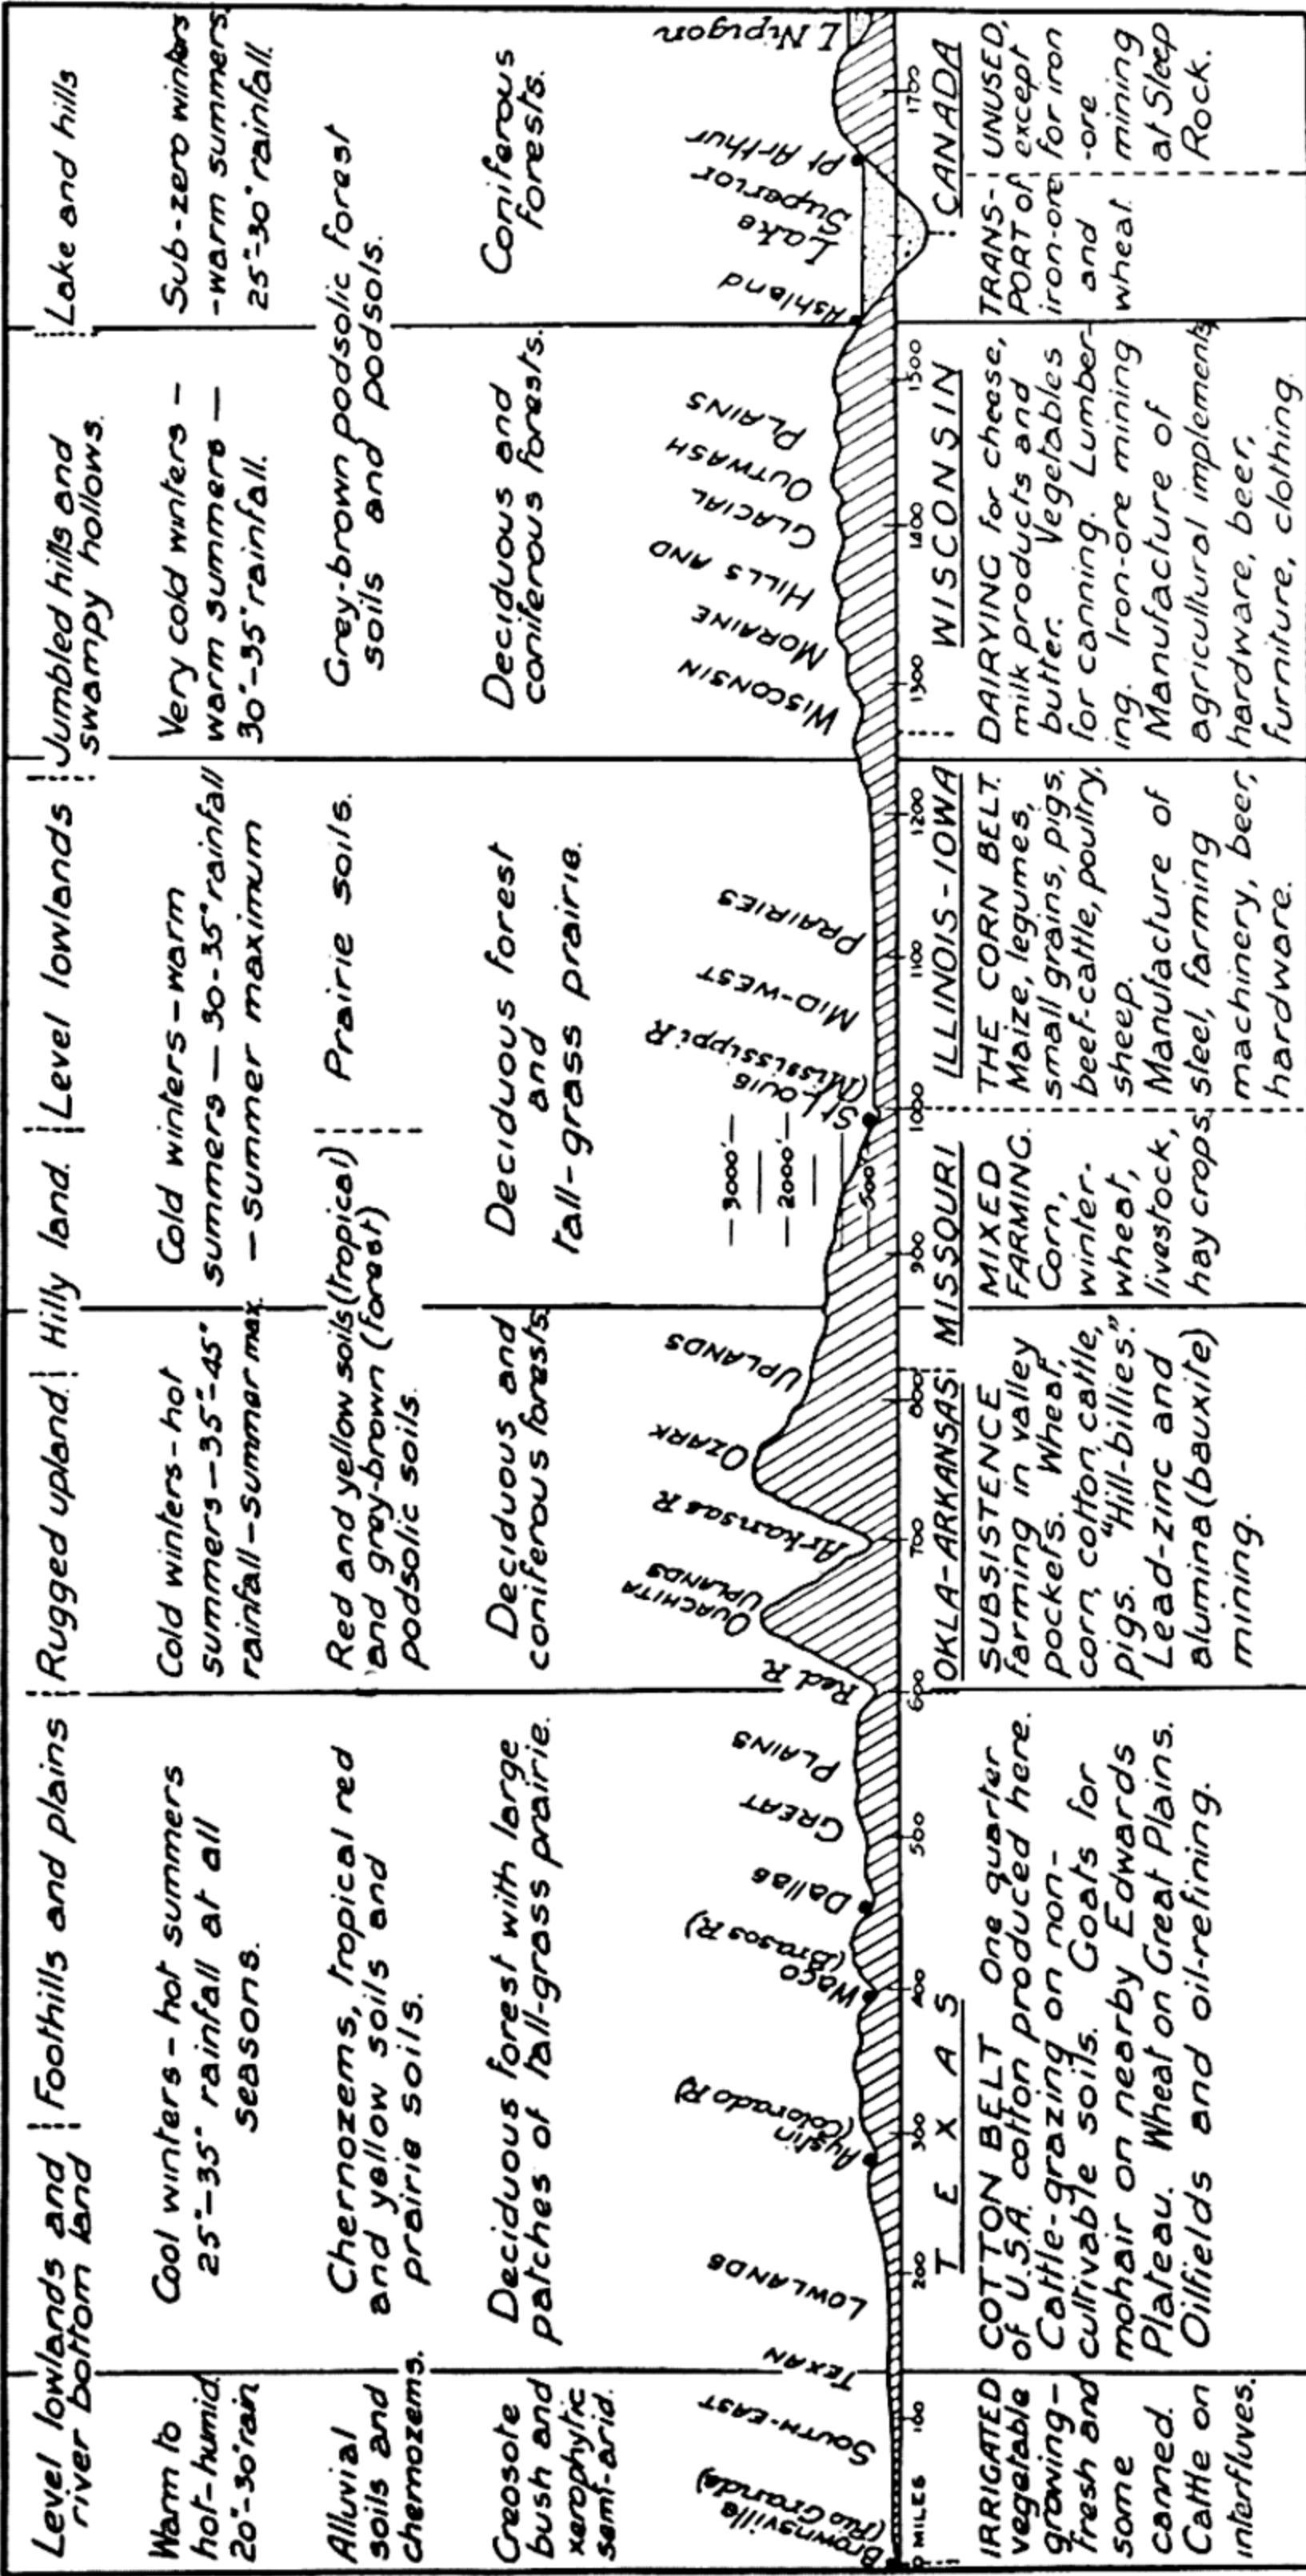 Level lowlands and
river bottom land
Foothills and plains
Rugged upland.
Hilly land.
Level lowlands
Jumbled hills and
swampy hollows.
Lake and hills
Warm to
hot-humid.
20"-30" rain
Cool winters - hot summers
25"-35" rainfall at all
seasons.
Cold winters-hot
summers-35"-45"
rainfall-summer max.
Cold winters-warm
summers - 30-35" rainfall
- summer maximum
Very cold winters -
warm summers -
30"-35" rainfall.
Sub-zero winters
-warm summers
25"-30" rainfall.
Alluvial
soils and
chernozems.
Chernozems, tropical red
and yellow soils and
prairie soils.
Red and yellow soils (tropical)
and grey-brown (forest)
podsolic soils.
Prairie soils.
Grey-brown podsolic forest
soils and podsols.
Creosote
bush and
xerophytic
semi-arid.
Deciduous forest with large
patches of tall-grass prairie.
Deciduous and
coniferous forests.
Deciduous forest
and
tall-grass prairie.
Deciduous and
coniferous forests.
Coniferous
forests.
Brownsville
(Rio Grande)
SOUTH-EAST
TEXAN
LOWLANDS
Austin
(Colorado R)
Waco
(Brasos R)
Dallas
GREAT
PLAINS
Red R
OUACHITA
UPLANDS
Arkansas R
OZARK
UPLANDS
-3000'-
-2000'-
500'
St Louis
(Mississippi R
MID-WEST
PRAIRIES
WISCONSIN
MORAINE
HILLS AND
GLACIAL
OUTWASH
PLAINS
Ashland
Lake
Superior
Pt Arthur
L Nipigon
0 MILES
100
200
300
400
500
600
700
800
900
1000
1100
1200
1300
1400
1500
1700
TEXAS
OKLA-ARKANSAS
MISSOURI
ILLINOIS-IOWA
WISCONSIN
CANADA
IRRIGATED
vegetable
growing-
fresh and
some
canned.
Cattle on
interfluves.
COTTON BELT One quarter
of U.S.A. cotton produced here.
Cattle-grazing on non-
cultivable soils. Goats for
mohair on nearby Edwards
Plateau. Wheat on Great Plains.
Oilfields and oil-refining.
SUBSISTENCE
farming in valley
pockets. Wheat,
corn, cotton, cattle,
pigs. "Hill-billies."
Lead-zinc and
alumina (bauxite)
mining.
MIXED
FARMING.
Corn,
winter-
wheat,
livestock,
hay crops.
THE CORN BELT.
Maize, legumes,
small grains, pigs,
beef-cattle, poultry,
sheep.
Manufacture of
steel, farming
machinery, beer,
hardware.
DAIRYING for cheese,
milk products and
butter. Vegetables
for canning. Lumber-
ing. Iron-ore mining
Manufacture of
agricultural implements,
hardware, beer,
furniture, clothing.
TRANS-
PORT of
iron-ore
and
wheat.
UNUSED,
except
for iron
-ore
mining
at Sleep
Rock.